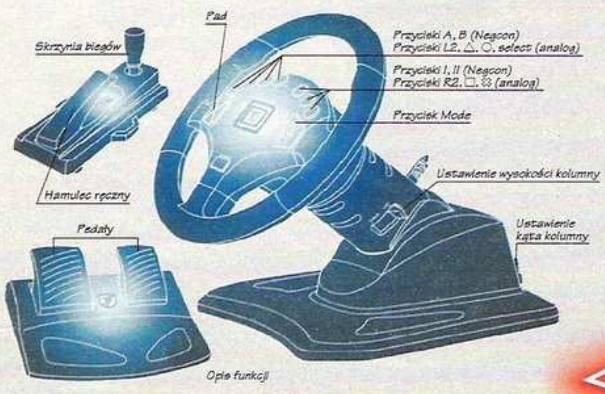 Pad
Skrzynia biegów
Przyciski A, B (Negcon)
Przyciski L2, △, ○, select (analog)
Przyciski I, II (Negcon)
Przyciski R2, □, ⊗ (analog)
Przycisk Mode
Ustawienie wysokości kolumny
Hamulec ręczny
Ustawienie
kąta kolumny
Pedały
Opis funkcji